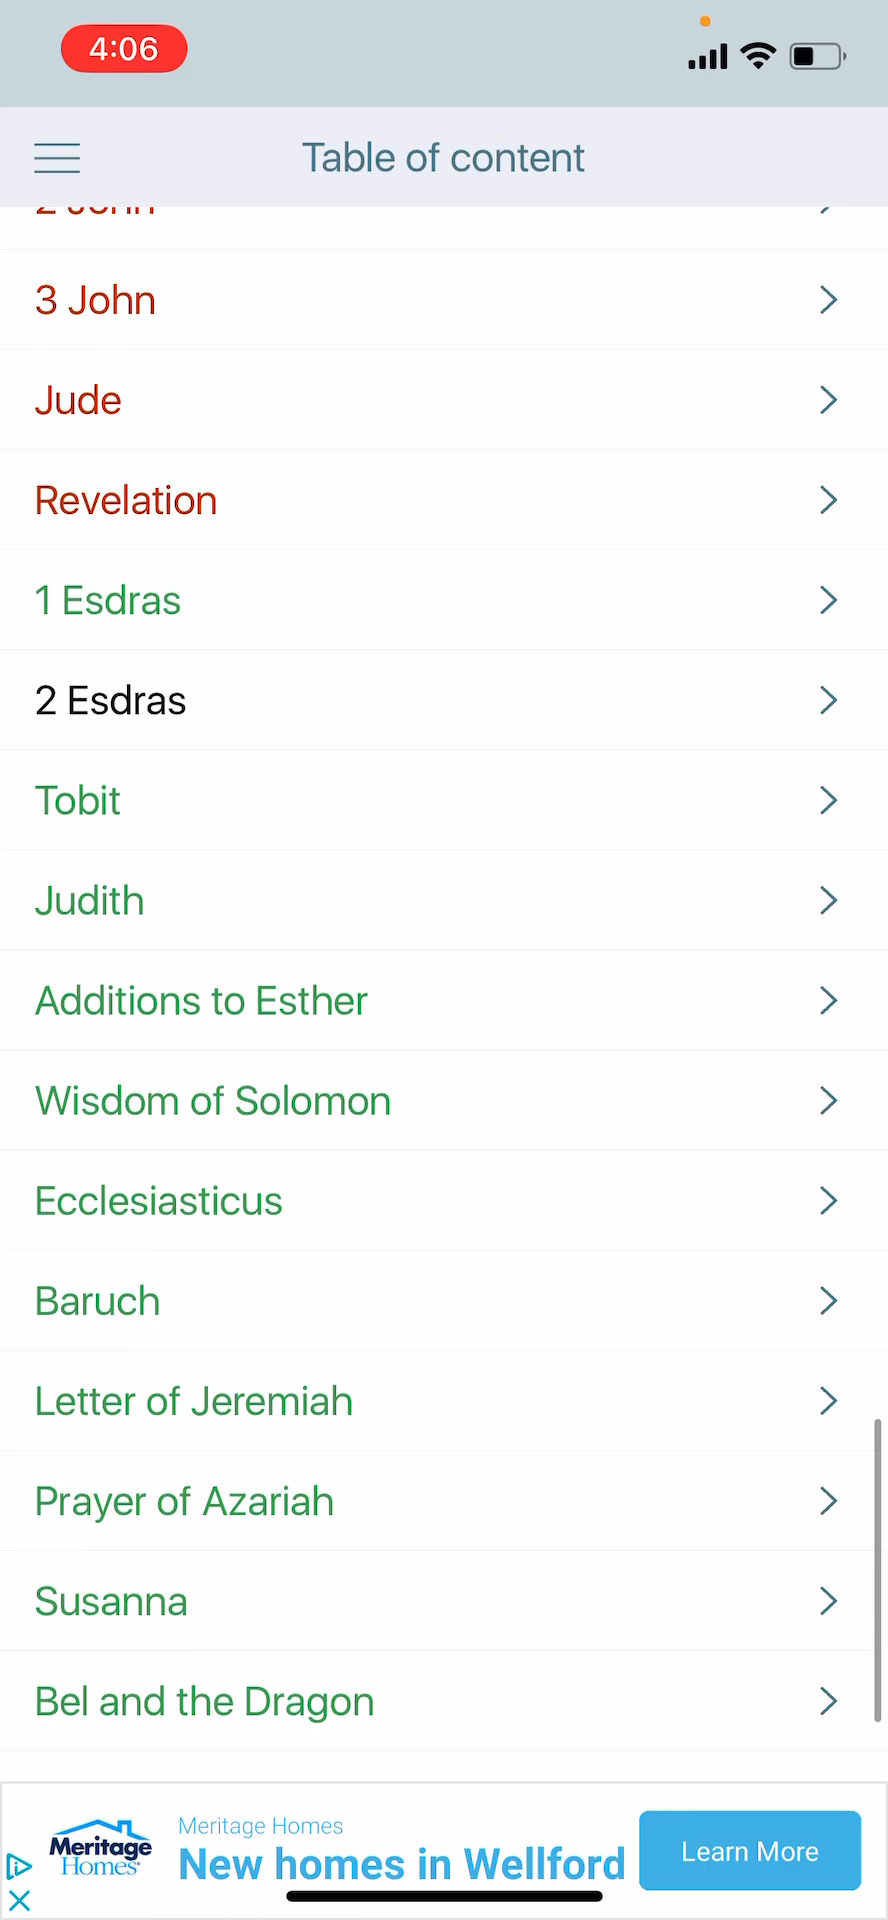 4:06
Table of content
2 John
3 John
Jude
Revelation
1 Esdras
2 Esdras
Tobit
Judith
Additions to Esther
Wisdom of Solomon
Ecclesiasticus
Baruch
Letter of Jeremiah
Prayer of Azariah
Susanna
Bel and the Dragon
Meritage Homes
Meritage Homes
New homes in Wellford
Learn More